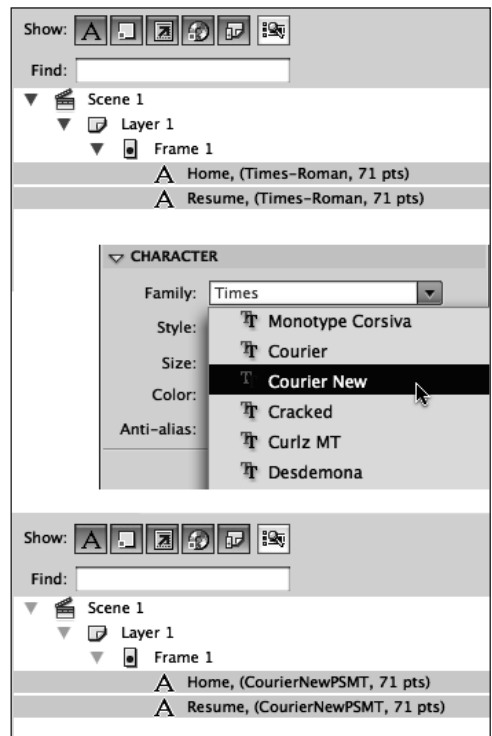 Show:
Find:
Scene 1
Layer 1
Frame 1
A Home, (Times-Roman, 71 pts)
A Resume, (Times-Roman, 71 pts)
CHARACTER
Family: Times
Style:
Size:
Color:
Anti-alias:
Monotype Corsiva
Courier
Courier New
Cracked
Curlz MT
Desdemona
Show:
Find:
Scene 1
Layer 1
Frame 1
A Home, (CourierNewPSMT, 71 pts)
A Resume, (CourierNewPSMT, 71 pts)